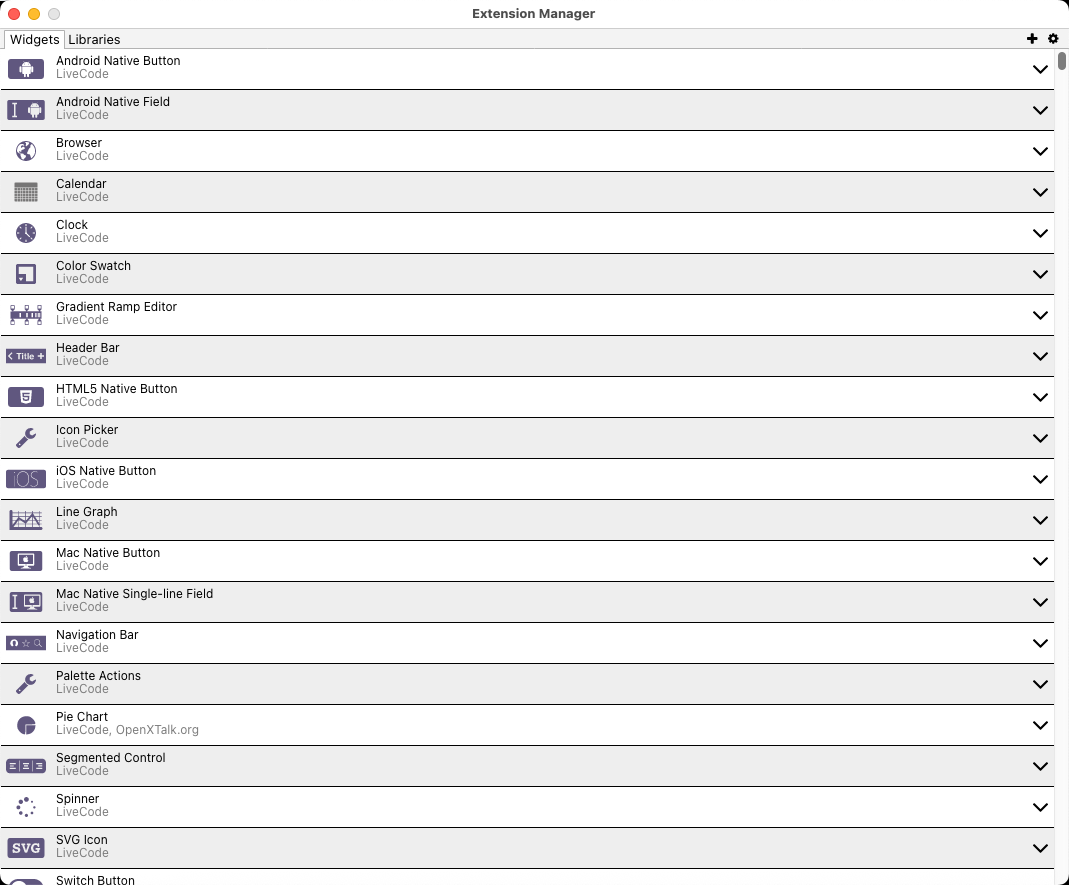 Extension Manager
Widgets Libraries
Android Native Button
LiveCode
Android Native Field
LiveCode
Browser
LiveCode
Calendar
LiveCode
Clock
LiveCode
Color Swatch
LiveCode
Gradient Ramp Editor
LiveCode
Title
Header Bar
LiveCode
HTML5 Native Button
LiveCode
Icon Picker
LiveCode
iOS
iOS Native Button
LiveCode
Line Graph
LiveCode
Mac Native Button
LiveCode
Mac Native Single-line Field
LiveCode
Navigation Bar
LiveCode
Palette Actions
LiveCode
Pie Chart
LiveCode, OpenXTalk.org
Segmented Control
LiveCode
Spinner
LiveCode
SVG
SVG Icon
LiveCode
Switch Button